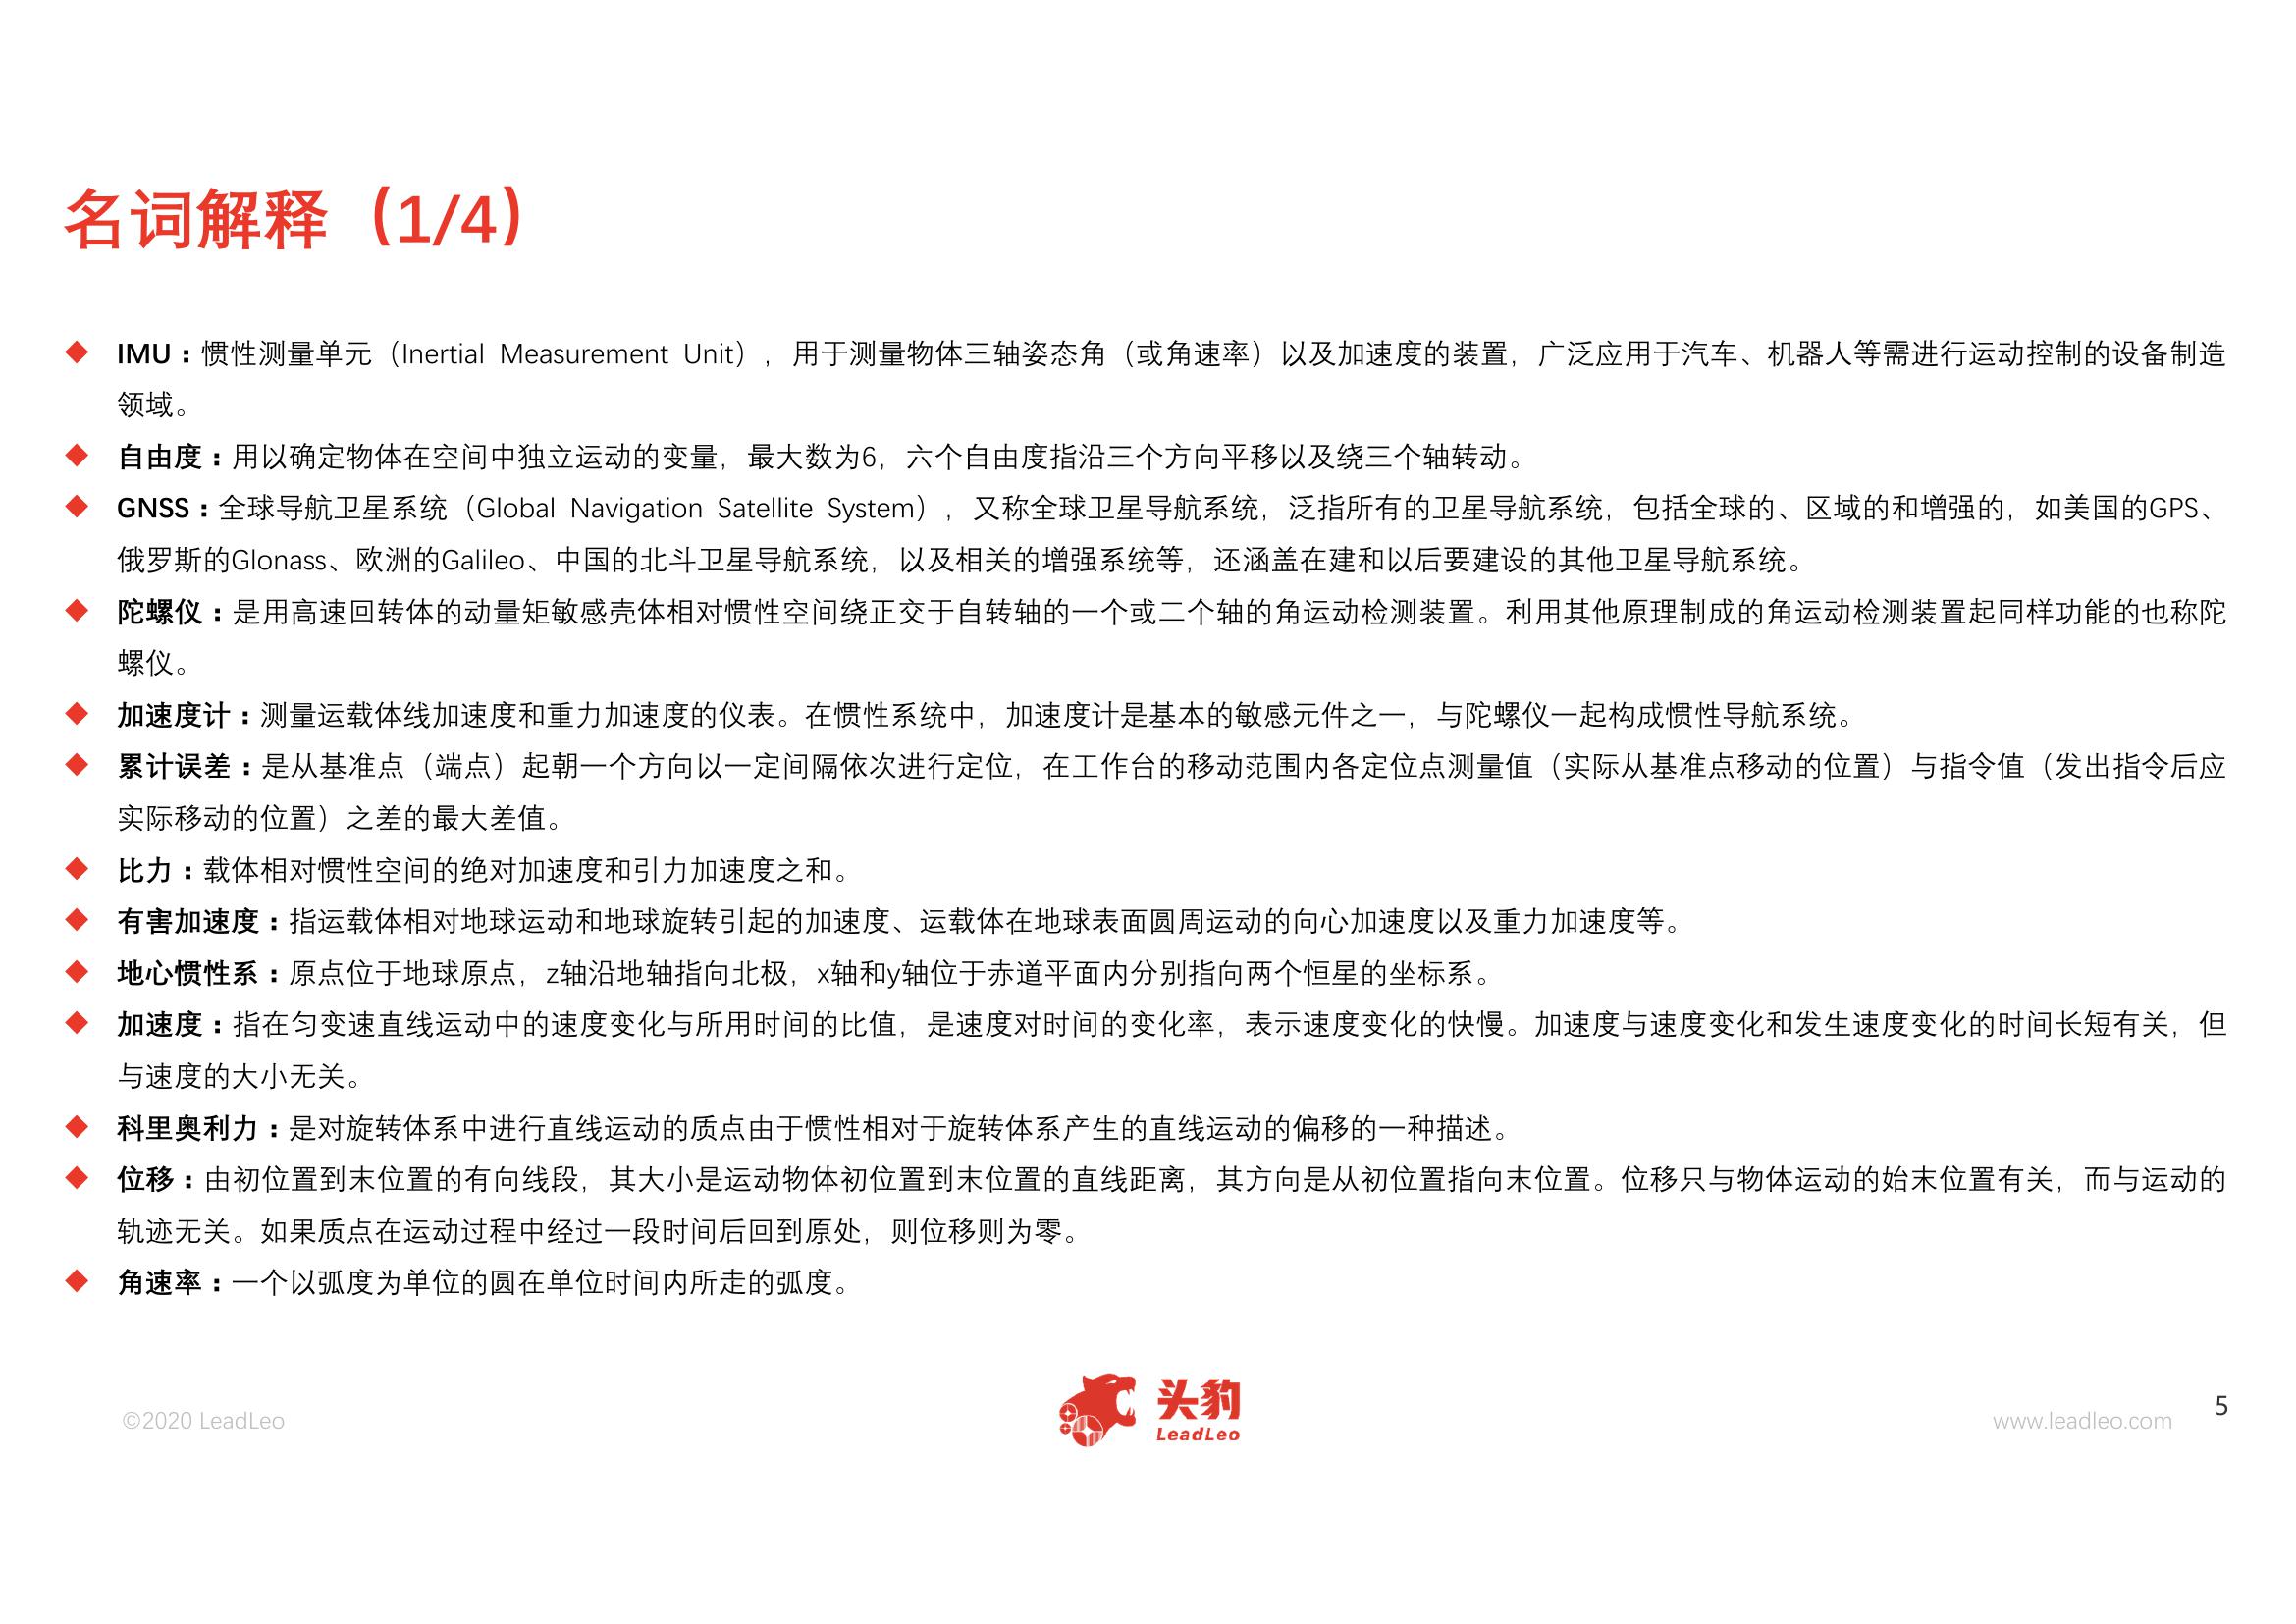 名词解释（1/4）
IMU：惯性测量单元（Inertial Measurement Unit），用于测量物体三轴姿态角（或角速率）以及加速度的装置，广泛应用于汽车、机器人等需进行运动控制的设备制造
领域。
自由度：用以确定物体在空间中独立运动的变量，最大数为6，六个自由度指沿三个方向平移以及绕三个轴转动。
GNSS：全球导航卫星系统（Global Navigation Satellite System），又称全球卫星导航系统，泛指所有的卫星导航系统，包括全球的、区域的和增强的，如美国的GPS、
俄罗斯的Glonass、欧洲的Galileo、中国的北斗卫星导航系统，以及相关的增强系统等，还涵盖在建和以后要建设的其他卫星导航系统。
陀螺仪：是用高速回转体的动量矩敏感壳体相对惯性空间绕正交于自转轴的一个或二个轴的角运动检测装置。利用其他原理制成的角运动检测装置起同样功能的也称陀
螺仪。
加速度计：测量运载体线加速度和重力加速度的仪表。在惯性系统中，加速度计是基本的敏感元件之一，与陀螺仪一起构成惯性导航系统。
累计误差：是从基准点（端点）起朝一个方向以一定间隔依次进行定位，在工作台的移动范围内各定位点测量值（实际从基准点移动的位置）与指令值（发出指令后应
实际移动的位置）之差的最大差值。
比力：载体相对惯性空间的绝对加速度和引力加速度之和。
有害加速度：指运载体相对地球运动和地球旋转引起的加速度、运载体在地球表面圆周运动的向心加速度以及重力加速度等。
地心惯性系：原点位于地球原点，z轴沿地轴指向北极，x轴和y轴位于赤道平面内分别指向两个恒星的坐标系。
加速度：指在匀变速直线运动中的速度变化与所用时间的比值，是速度对时间的变化率，表示速度变化的快慢。加速度与速度变化和发生速度变化的时间长短有关，但
与速度的大小无关。
科里奥利力：是对旋转体系中进行直线运动的质点由于惯性相对于旋转体系产生的直线运动的偏移的一种描述。
位移：由初位置到末位置的有向线段，其大小是运动物体初位置到末位置的直线距离，其方向是从初位置指向末位置。位移只与物体运动的始末位置有关，而与运动的
轨迹无关。如果质点在运动过程中经过一段时间后回到原处，则位移则为零。
角速率：一个以弧度为单位的圆在单位时间内所走的弧度。
©2020 LeadLeo
头豹
LeadLeo
www.leadleo.com
5